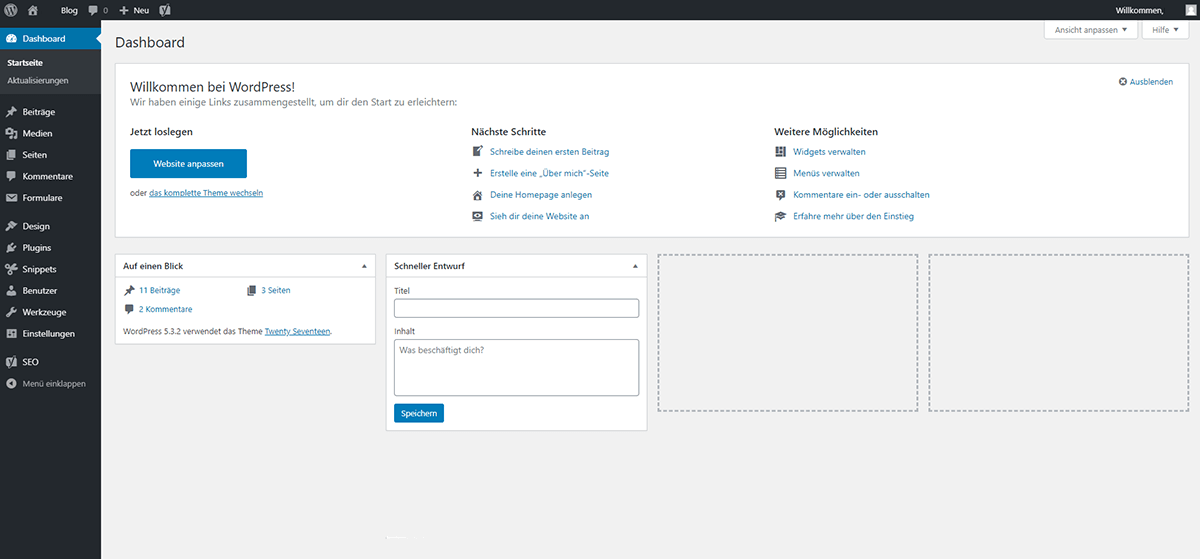 Blog 0 Neu Willkommen,
Dashboard
Startseite
Aktualisierungen
Beiträge
Medien
Seiten
Kommentare
Formulare
Design
Plugins
Snippets
Benutzer
Werkzeuge
Einstellungen
SEO
Menü einklappen
Ansicht anpassen Hilfe
Dashboard
Willkommen bei WordPress!
Ausblenden
Wir haben einige Links zusammengestellt, um dir den Start zu erleichtern:
Jetzt loslegen
Website anpassen
oder das komplette Theme wechseln
Nächste Schritte
Schreibe deinen ersten Beitrag
Erstelle eine „Über mich“-Seite
Deine Homepage anlegen
Sieh dir deine Website an
Weitere Möglichkeiten
Widgets verwalten
Menüs verwalten
Kommentare ein- oder ausschalten
Erfahre mehr über den Einstieg
Auf einen Blick
11 Beiträge 3 Seiten
2 Kommentare
WordPress 5.3.2 verwendet das Theme Twenty Seventeen.
Schneller Entwurf
Titel
Inhalt
Was beschäftigt dich?
Speichern